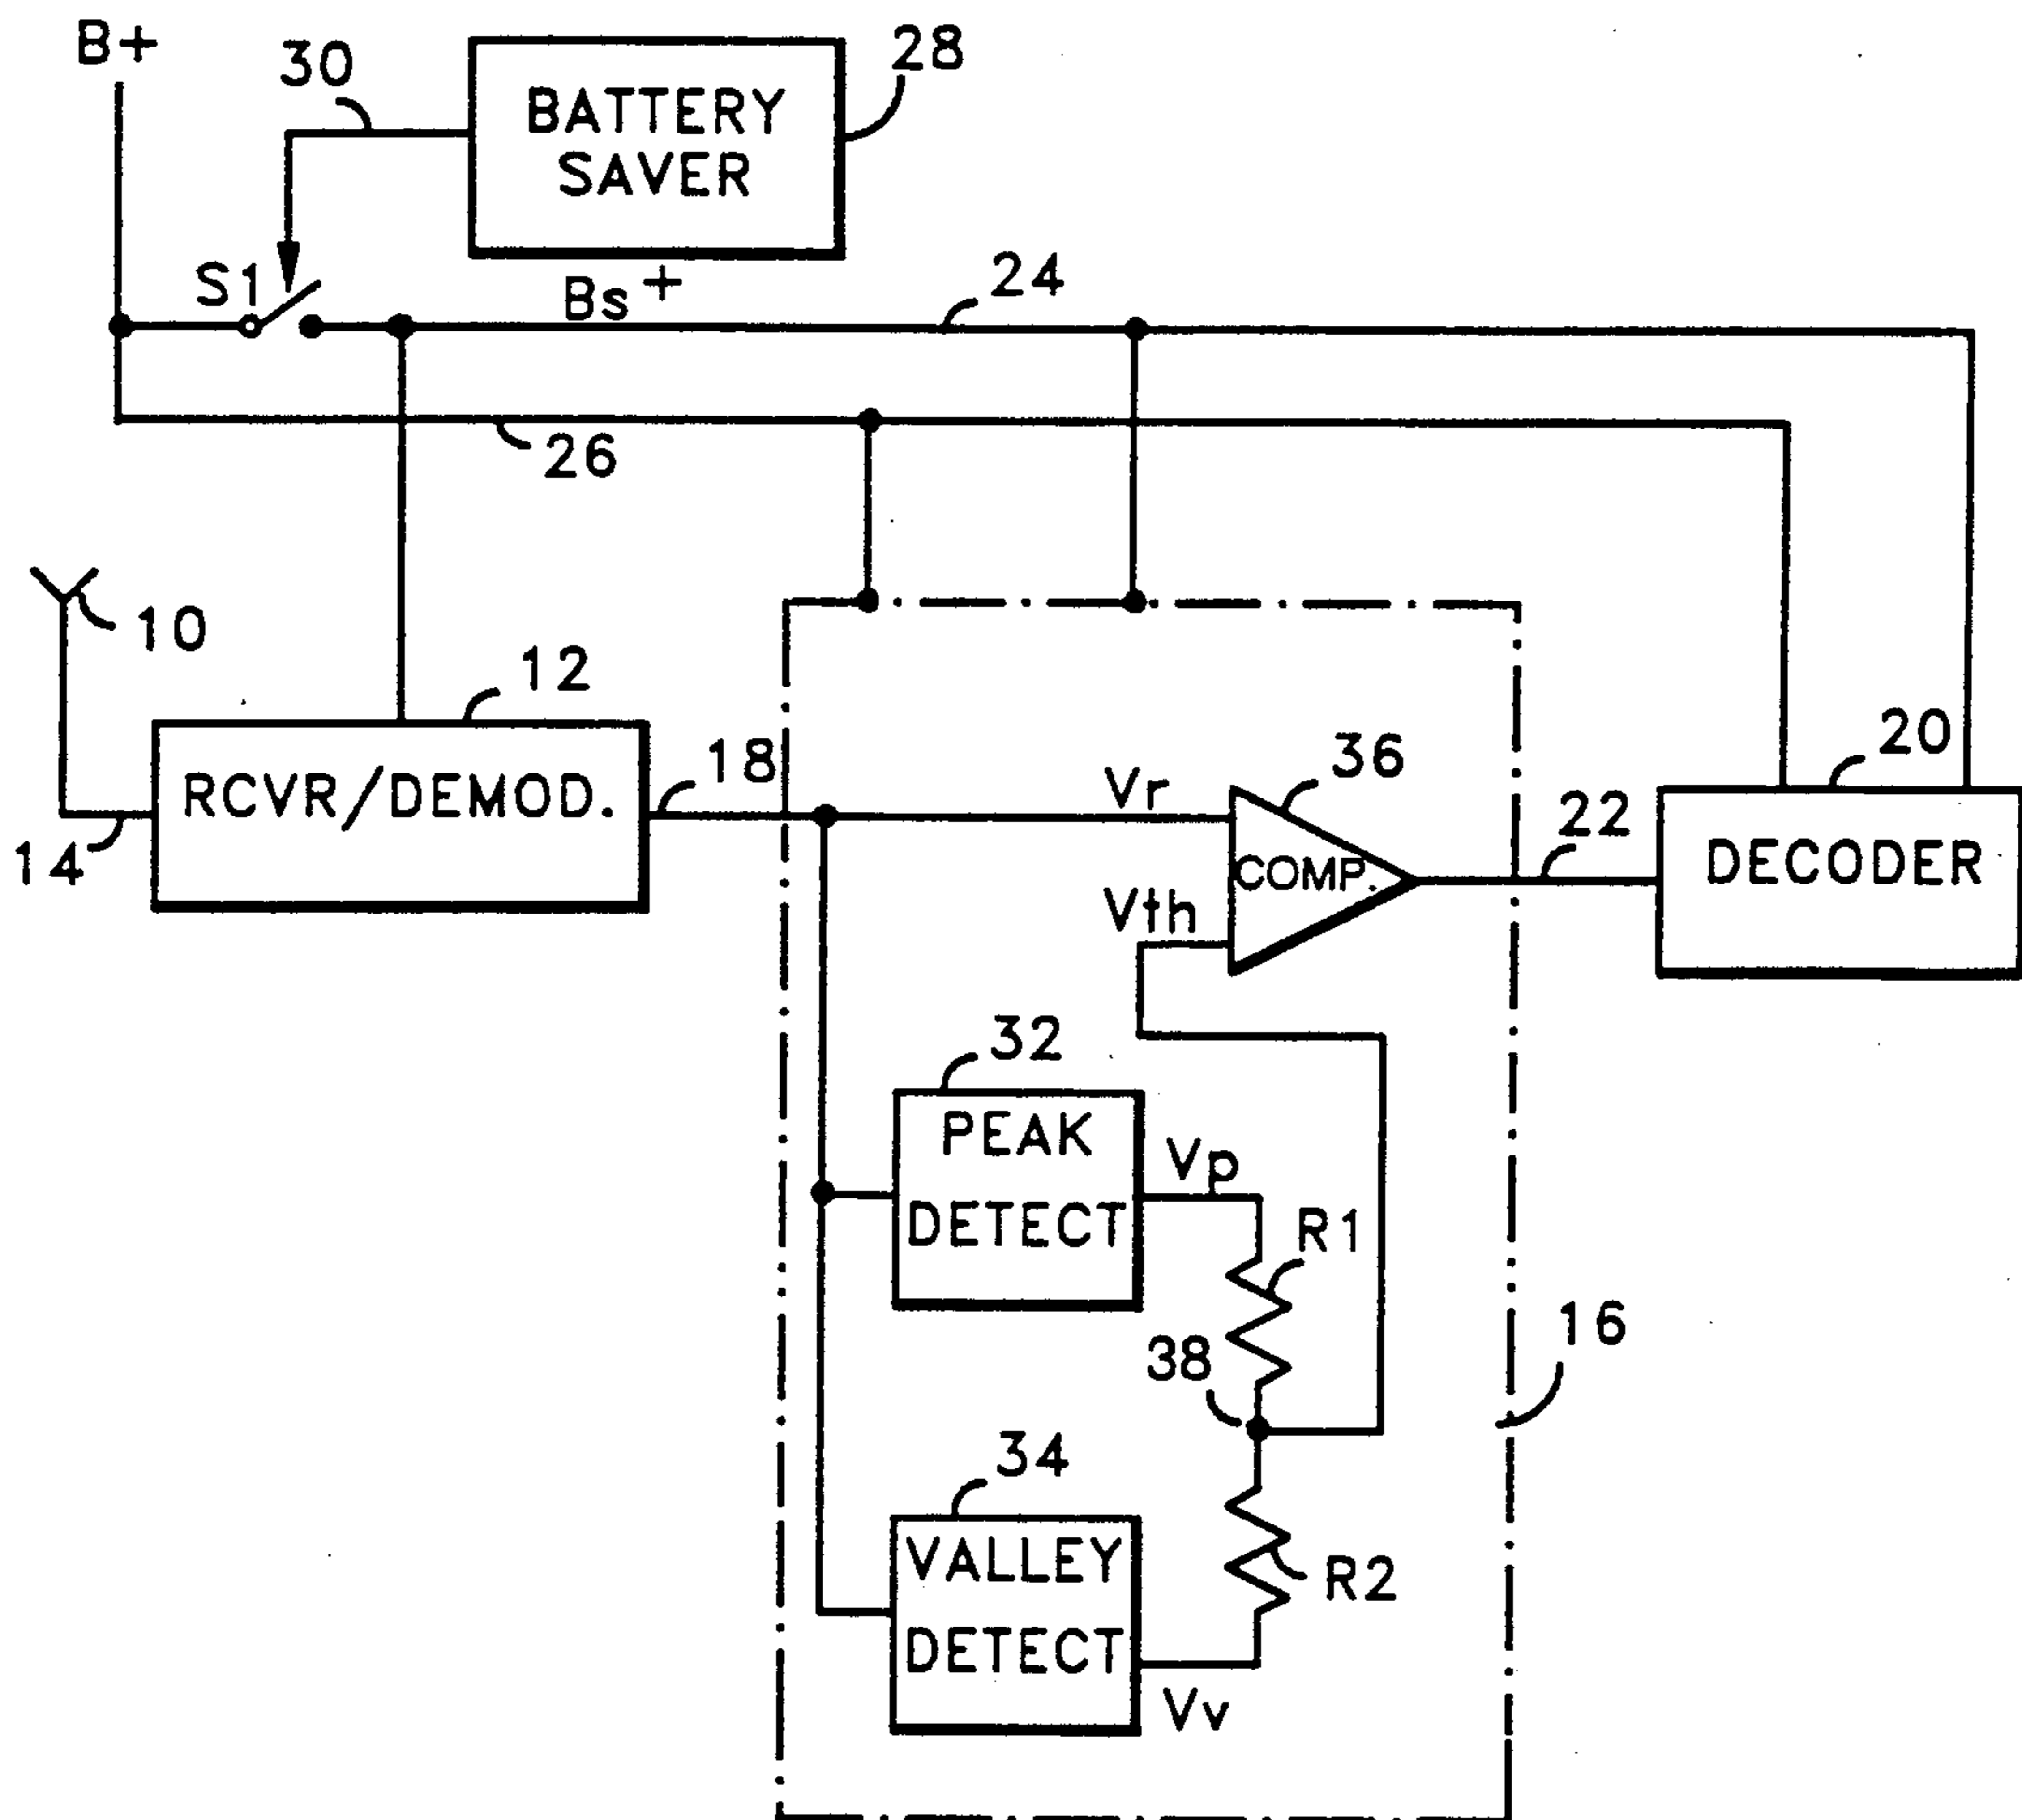 B+
30
BATTERY
SAVER
28
S1
Bs+
24
26
10
12
RCVR/DEMOD.
14
18
Vr
36
COMP.
Vth
22
20
DECODER
32
PEAK
DETECT
Vp
R1
38
16
34
VALLEY
DETECT
R2
Vv